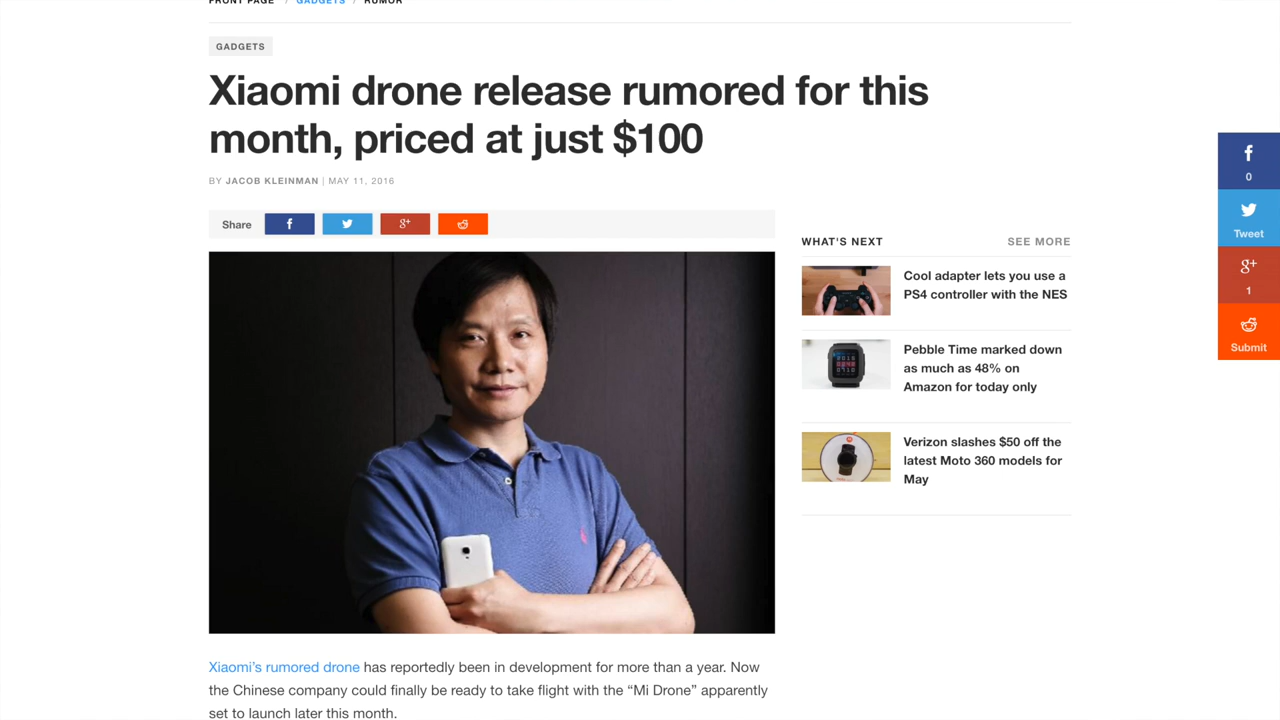 FRONT PAGE / GADGETS / RUMOR
GADGETS
Xiaomi drone release rumored for this
month, priced at just $100
BY JACOB KLEINMAN | MAY 11, 2016
Share
WHAT'S NEXT
SEE MORE
Cool adapter lets you use a
PS4 controller with the NES
Pebble Time marked down
as much as 48% on
Amazon for today only
Verizon slashes $50 off the
latest Moto 360 models for
May
0
Tweet
1
Submit
Xiaomi’s rumored drone has reportedly been in development for more than a year. Now
the Chinese company could finally be ready to take flight with the “Mi Drone” apparently
set to launch later this month.